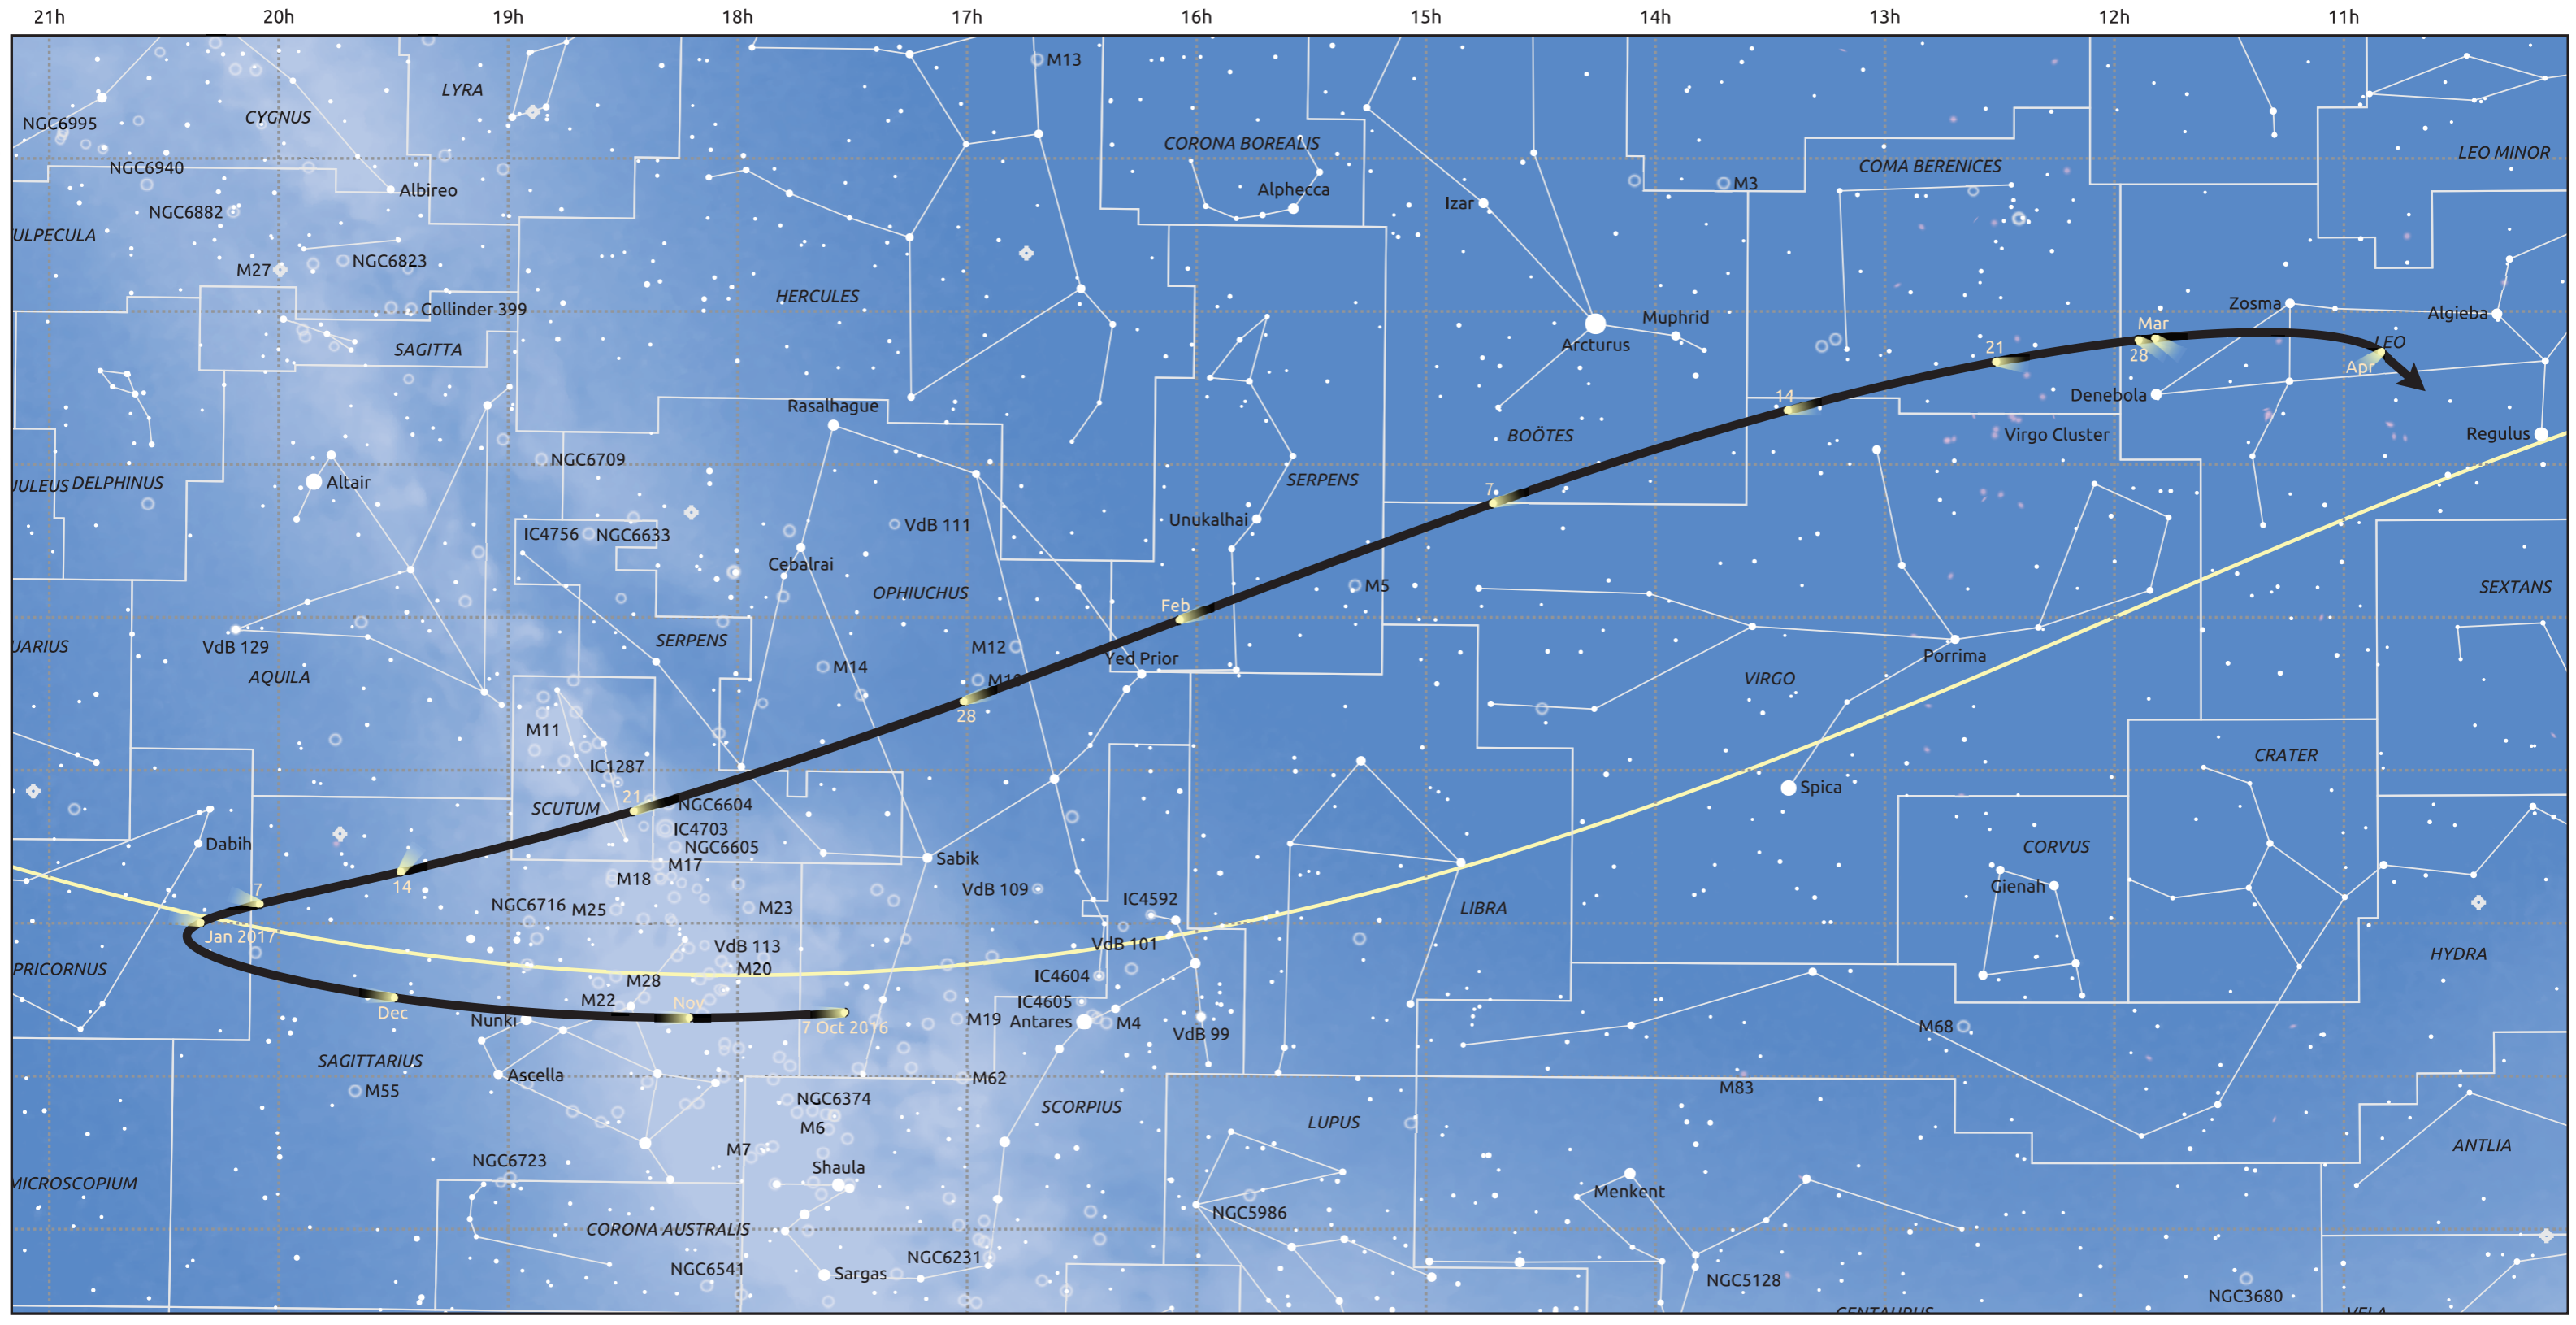 21h 20h 19h 18h 17h 16h 15h 14h 13h 12h 11h
M13
LYRA
CYGNUS
NGC6995
CORONA BOREALIS
LEO MINOR
COMA BERENICES
NGC6940
M3
Albireo
Alphecca
Izar
NGC6882
ULPECULA
M27
NGC6823
HERCULES
Zosma
Collinder 399
Muphrid
Algieba
Mar
Arcturus
LEO
SAGITTA
21
28
Apr
Denebola
14
Rasalhague
Regulus
BOÖTES
Virgo Cluster
NGC6709
SERPENS
Altair
JULEUS
DELPHINUS
7
Unukalhai
VdB 111
IC4756
NGC6633
Cebalrai
M5
SEXTANS
OPHIUCHUS
Feb
SERPENS
VdB 129
UARIUS
M12
Yed Prior
Porrima
M14
AQUILA
VIRGO
28
M11
CRATER
IC1287
Spica
21
NGC6604
SCUTUM
IC4703
Dabih
NGC6605
CORVUS
Sabik
M17
M18
14
7
VdB 109
Gienah
IC4592
NGC6716
M25
M23
LIBRA
Jan 2017
VdB 113
VdB 101
HYDRA
PRICORNUS
M20
M28
IC4604
M22
Nov
IC4605
Dec
Nunki
7 Oct 2016
M19
Antares
M4
M68
VdB 99
SAGITTARIUS
Ascella
M62
M55
M83
NGC6374
SCORPIUS
LUPUS
M6
M7
ANTLIA
NGC6723
Shaula
MICROSCOPIUM
Menkent
NGC5986
CORONA AUSTRALIS
NGC6231
NGC6541
Sargas
NGC5128
NGC3680
CENTAURUS
VELA